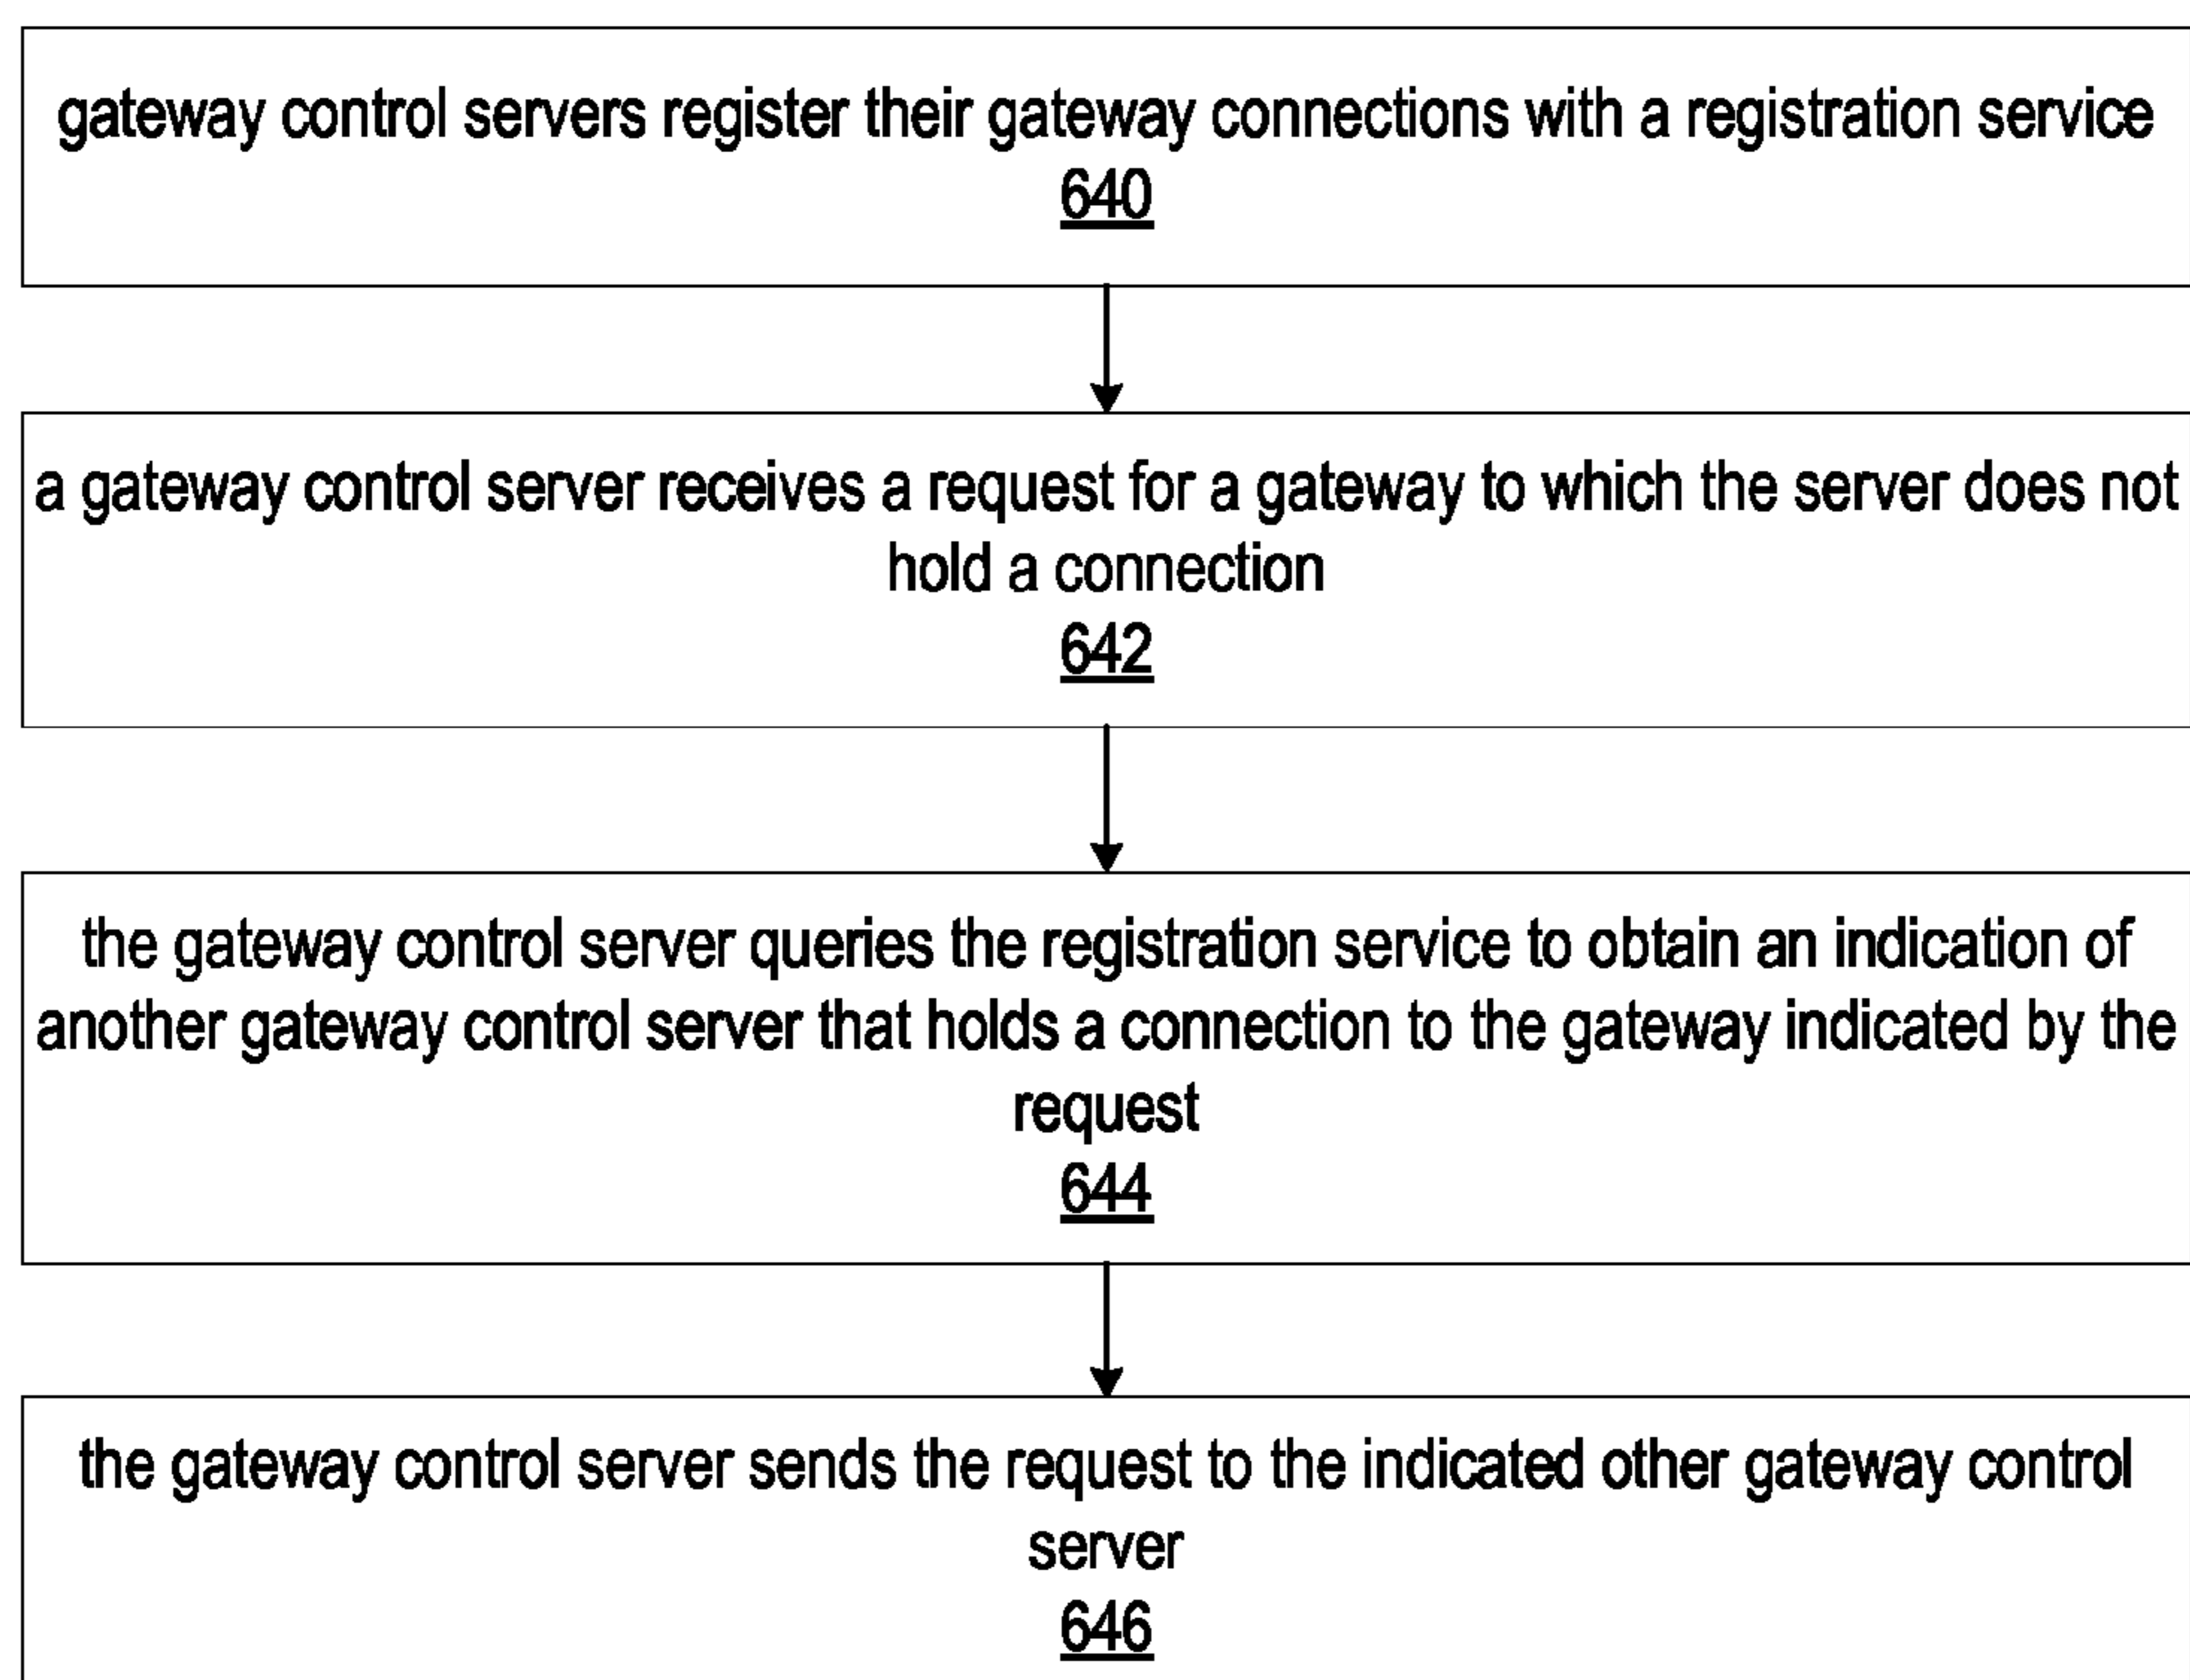 gateway control servers register their gateway connections with a registration service
640
a gateway control server receives a request for a gateway to which the server does not
hold a connection
642
the gateway control server queries the registration service to obtain an indication of
another gateway control server that holds a connection to the gateway indicated by the
request
644
the gateway control server sends the request to the indicated other gateway control
server
646